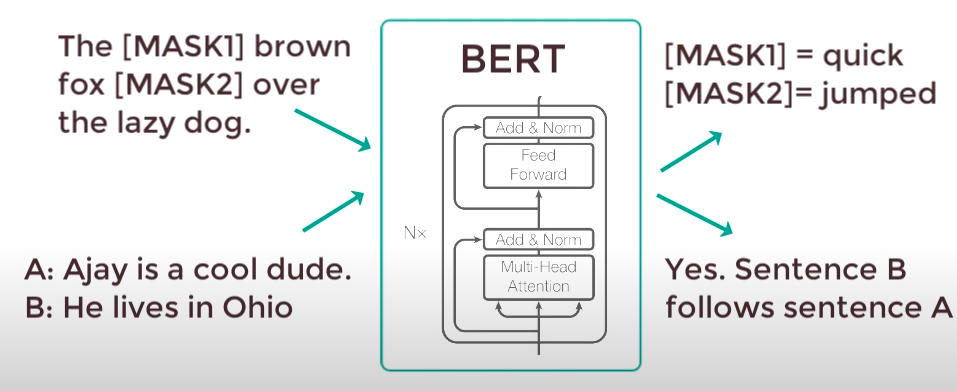 The [MASK1] brown
fox [MASK2] over
the lazy dog.
A: Ajay is a cool dude.
B: He lives in Ohio
BERT
Add & Norm
Feed
Forward
Nx
Add & Norm
Multi-Head
Attention
[MASK1] = quick
[MASK2]= jumped
Yes. Sentence B
follows sentence A